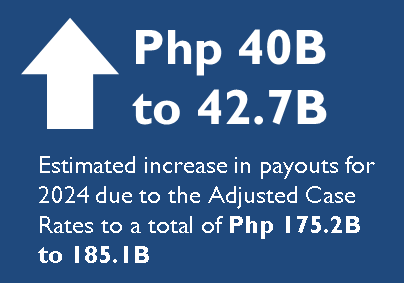 Php 40B
to 42.7B
Estimated increase in payouts for
2024 due to the Adjusted Case
Rates to a total of Php 175.2B
to 185.1B